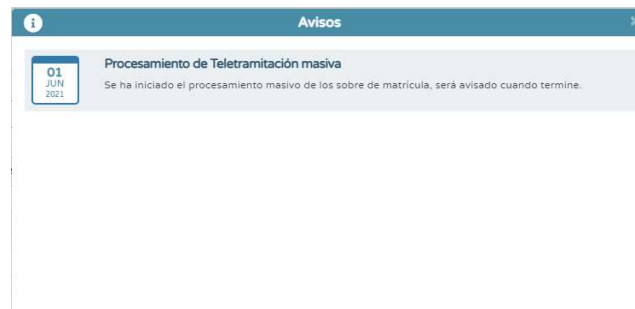 Avisos
01
JUN
2021
Procesamiento de Teletramitación masiva
Se ha iniciado el procesamiento masivo de los sobre de matrícula, será avisado cuando termine.